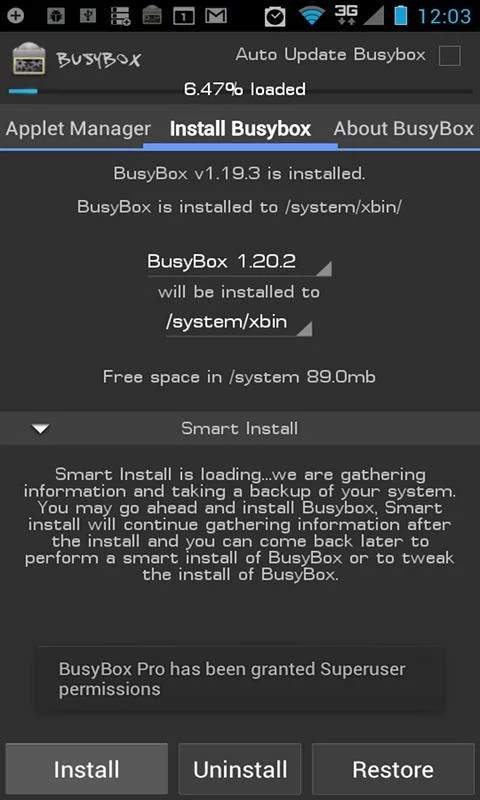 1
3G
12:03
BUSYBOX
Auto Update Busybox
6.47% loaded
Applet Manager
Install Busybox
About BusyBox
BusyBox v1.19.3 is installed.
BusyBox is installed to /system/xbin/
BusyBox 1.20.2
will be installed to
/system/xbin
Free space in /system 89.0mb
Smart Install
Smart Install is loading...we are gathering
information and taking a backup of your system.
You may go ahead and install Busybox, Smart
install will continue gathering information after
the install and you can come back later to
perform a smart install of BusyBox or to tweak
the install of BusyBox.
BusyBox Pro has been granted Superuser
permissions
Install
Uninstall
Restore